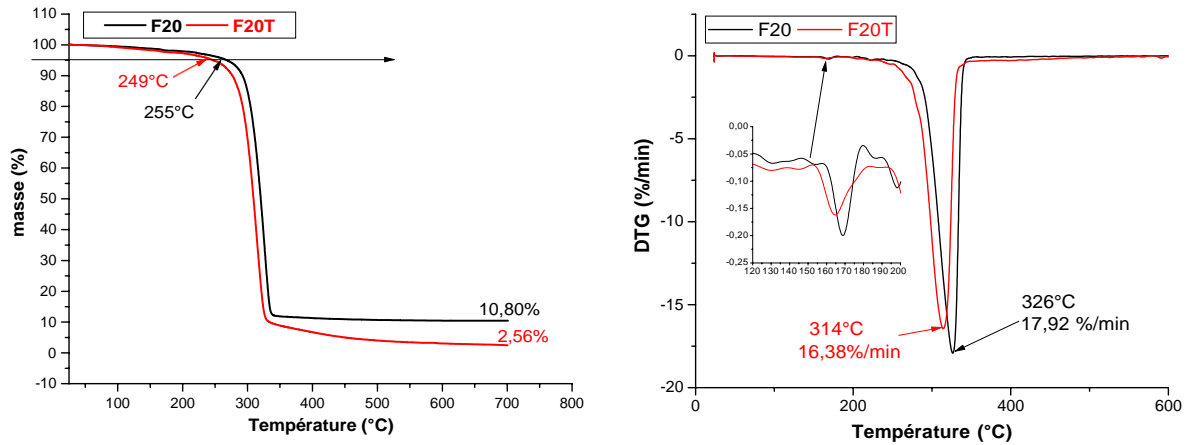 F20 F20T
110
100
90
80
70
60
50
40
30
20
10
0
-10
masse (%)
249°C
255°C
10,80%
2,56%
100 200 300 400 500 600 700 800
Température (°C)
F20 F20T
0
-5
-10
-15
-20
DTG (%/min)
0,00
-0,05
-0,10
-0,15
-0,20
-0,25
120 130 140 150 160 170 180 190 200
314°C
16,38%/min
326°C
17,92 %/min
0 200 400 600
Température (°C)